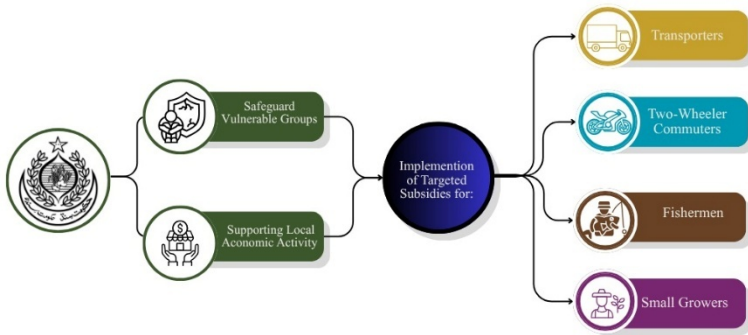 Safeguard
Vulnerable Groups
Supporting Local
Aconomic Activity
Implemention
of Targeted
Subsidies for:
Transporters
Two-Wheeler
Commuters
Fishermen
Small Growers